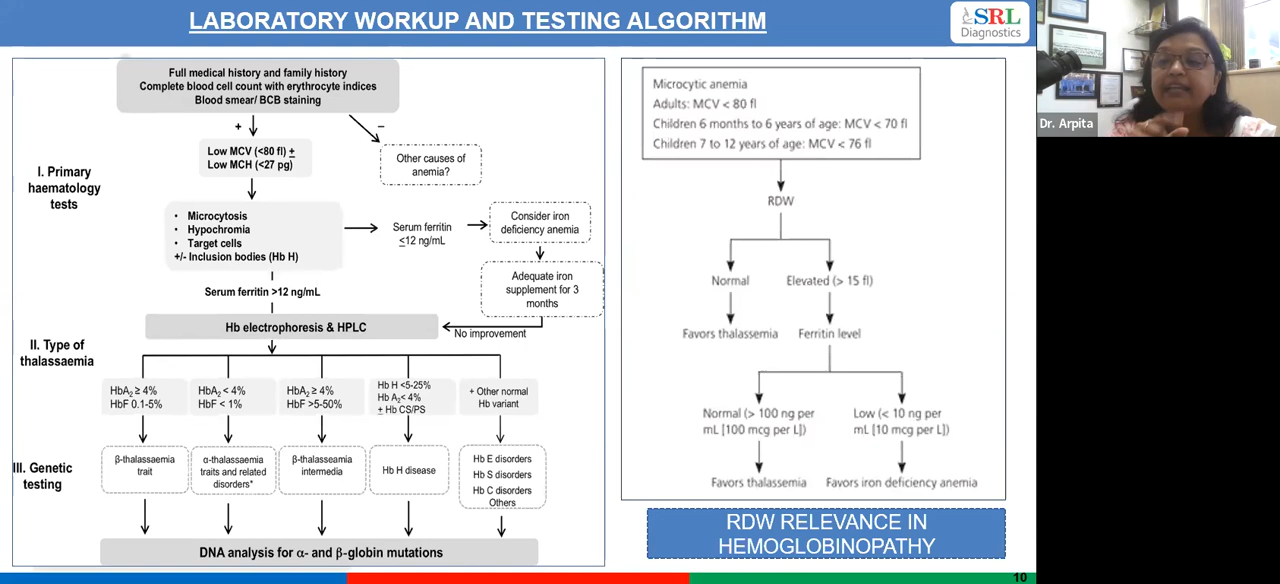 LABORATORY WORKUP AND TESTING ALGORITHM
SRL
Diagnostics
Full medical history and family history
Complete blood cell count with erythrocyte indices
Blood smear/ BCB staining
+
–
I. Primary
haematology
tests
Low MCV (<80 fl) +
Low MCH (<27 pg)
Other causes of
anemia?
• Microcytosis
• Hypochromia
• Target cells
+/- Inclusion bodies (Hb H)
Serum ferritin
≤12 ng/mL
Consider iron
deficiency anemia
Adequate iron
supplement for 3
months
Serum ferritin >12 ng/mL
Hb electrophoresis & HPLC
No improvement
II. Type of
thalassaemia
HbA₂ ≥ 4%
HbF 0.1-5%
HbA₂ < 4%
HbF < 1%
HbA₂ ≥ 4%
HbF >5-50%
Hb H <5-25%
Hb A₂< 4%
± Hb CS/PS
+ Other normal
Hb variant
III. Genetic
testing
β-thalassaemia
trait
α-thalassaemia
traits and related
disorders*
β-thalasseamia
intermedia
Hb H disease
Hb E disorders
Hb S disorders
Hb C disorders
Others
DNA analysis for α- and β-globin mutations
Microcytic anemia
Adults: MCV < 80 fl
Children 6 months to 6 years of age: MCV < 70 fl
Children 7 to 12 years of age: MCV < 76 fl
RDW
Normal
Elevated (> 15 fl)
Favors thalassemia
Ferritin level
Normal (> 100 ng per
mL [100 mcg per L])
Low (< 10 ng per
mL [10 mcg per L])
Favors thalassemia
Favors iron deficiency anemia
RDW RELEVANCE IN
HEMOGLOBINOPATHY
10
Dr. Arpita